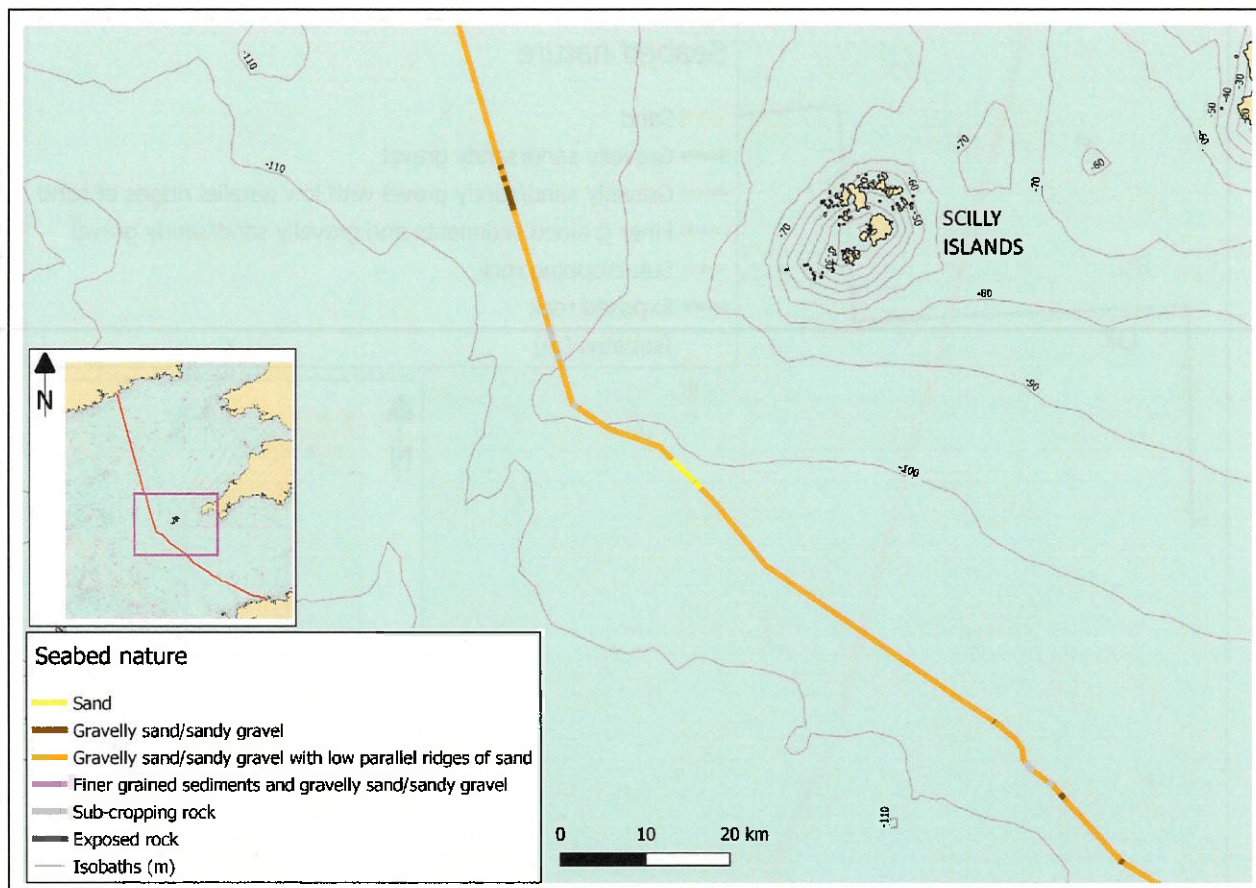 -110
-110
-70
-60
-70
-60
-50
-40
-30
-60
-50
-70
SCILLY
ISLANDS
-80
-90
-100
-110
N
Seabed nature
Sand
Gravelly sand/sandy gravel
Gravelly sand/sandy gravel with low parallel ridges of sand
Finer grained sediments and gravelly sand/sandy gravel
Sub-cropping rock
Exposed rock
Isobaths (m)
0 10 20 km